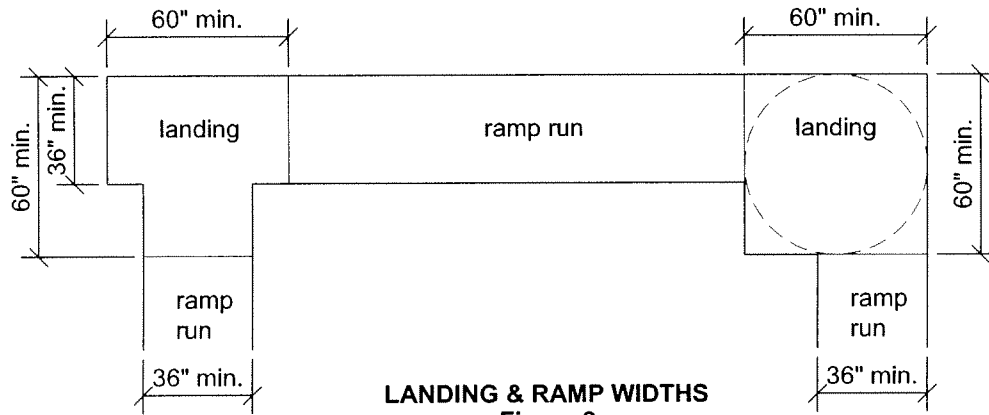 60" min.
60" min.
60" min.
36" min.
landing
ramp run
landing
60" min.
ramp
run
ramp
run
36" min.
36" min.
LANDING & RAMP WIDTHS